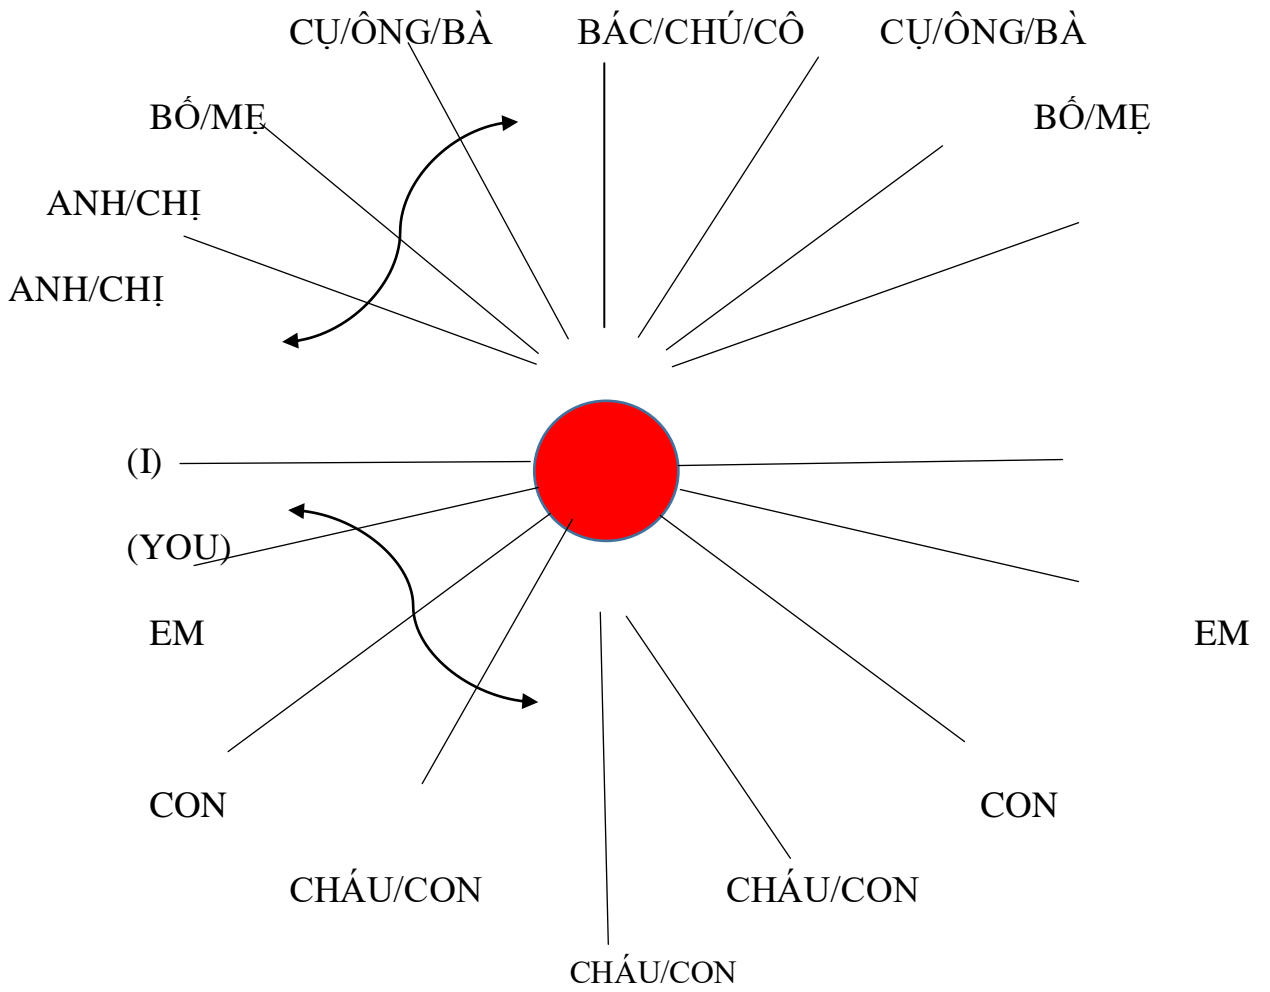 CỤ/ÔNG/BÀ BÁC/CHÚ/CÔ CỤ/ÔNG/BÀ
BỐ/MẸ BỐ/MẸ
ANH/CHỊ
ANH/CHỊ
(I)
(YOU)
EM EM
CON CON
CHÁU/CON CHÁU/CON
CHÁU/CON